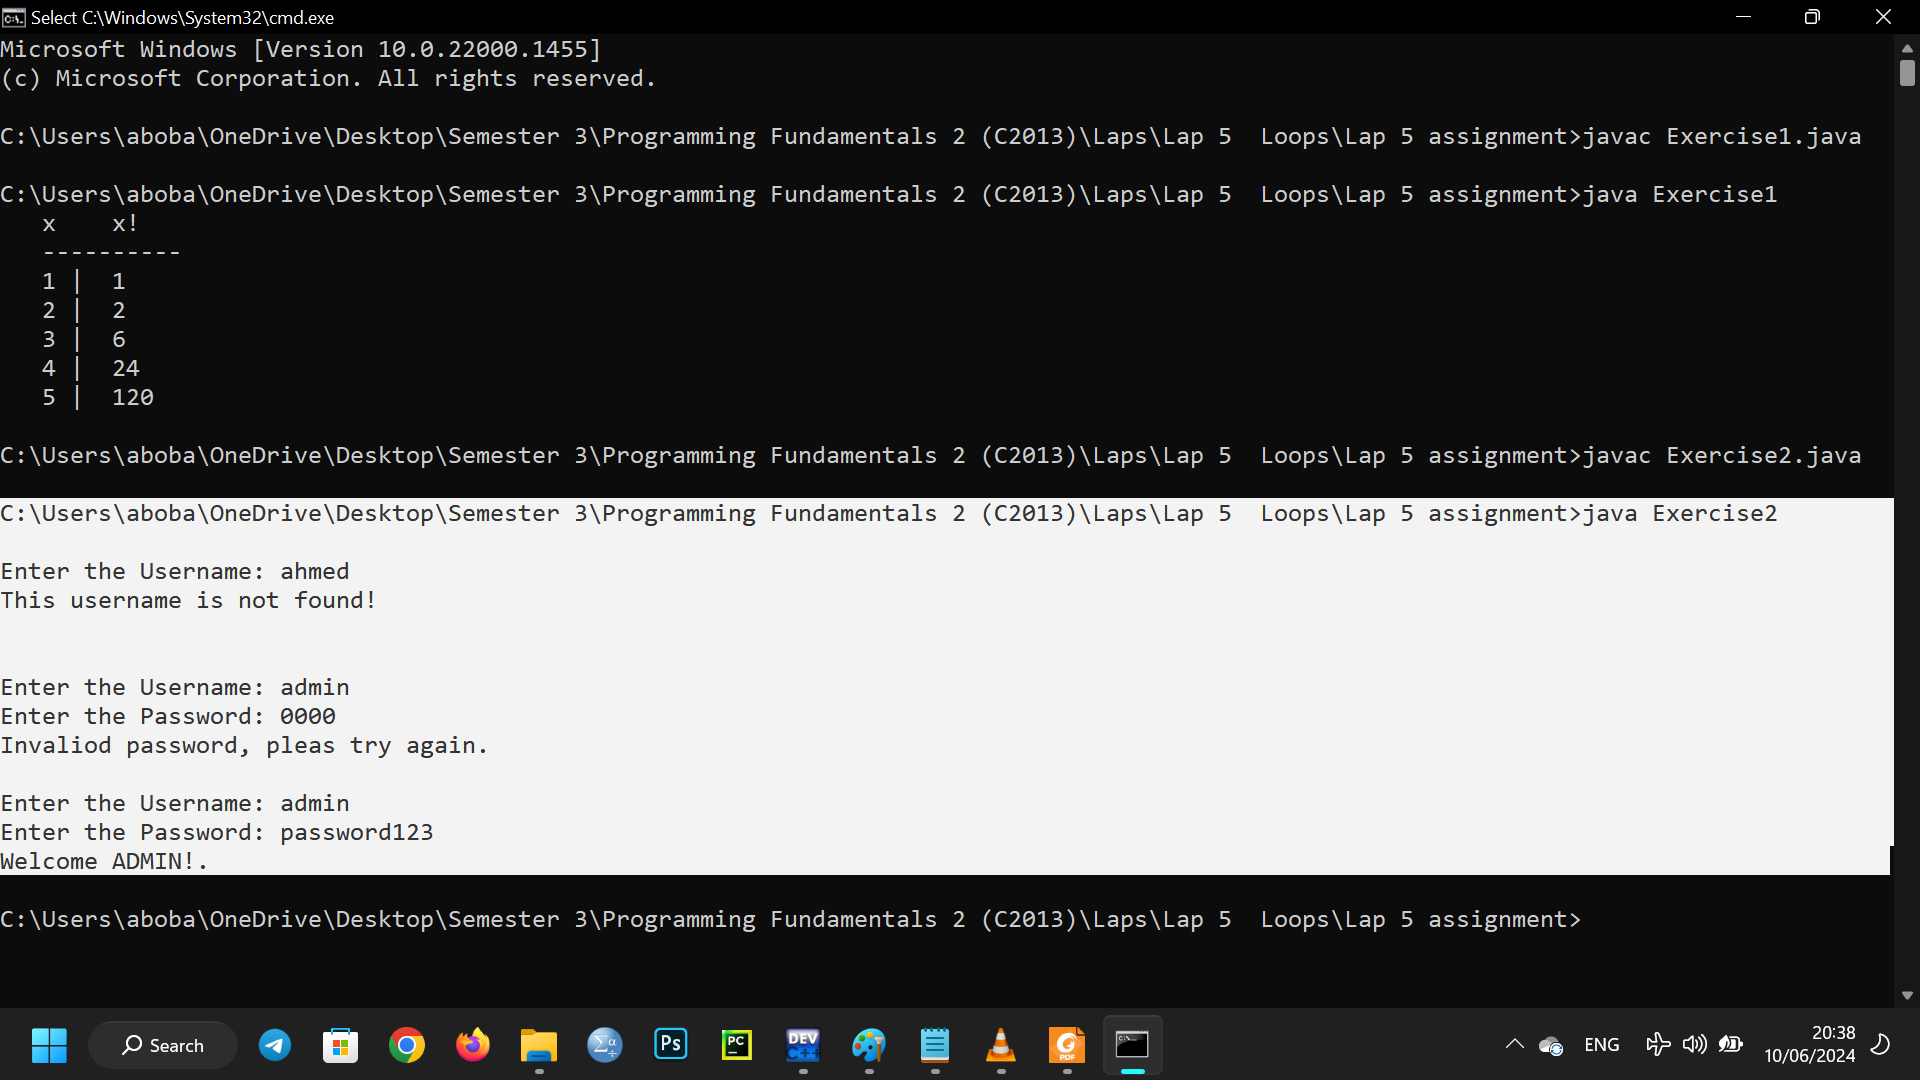 Select C:\Windows\System32\cmd.exe
Microsoft Windows [Version 10.0.22000.1455]
(c) Microsoft Corporation. All rights reserved.
C:\Users\aboba\OneDrive\Desktop\Semester 3\Programming Fundamentals 2 (C2013)\Laps\Lap 5  Loops\Lap 5 assignment>javac Exercise1.java
C:\Users\aboba\OneDrive\Desktop\Semester 3\Programming Fundamentals 2 (C2013)\Laps\Lap 5  Loops\Lap 5 assignment>java Exercise1
x    x!
----------
1 |  1
2 |  2
3 |  6
4 |  24
5 |  120
C:\Users\aboba\OneDrive\Desktop\Semester 3\Programming Fundamentals 2 (C2013)\Laps\Lap 5  Loops\Lap 5 assignment>javac Exercise2.java
C:\Users\aboba\OneDrive\Desktop\Semester 3\Programming Fundamentals 2 (C2013)\Laps\Lap 5  Loops\Lap 5 assignment>java Exercise2
Enter the Username: ahmed
This username is not found!
Enter the Username: admin
Enter the Password: 0000
Invaliod password, pleas try again.
Enter the Username: admin
Enter the Password: password123
Welcome ADMIN!.
C:\Users\aboba\OneDrive\Desktop\Semester 3\Programming Fundamentals 2 (C2013)\Laps\Lap 5  Loops\Lap 5 assignment>
Search
Ps
PC
DEV
C++
PDF
ENG
20:38
10/06/2024